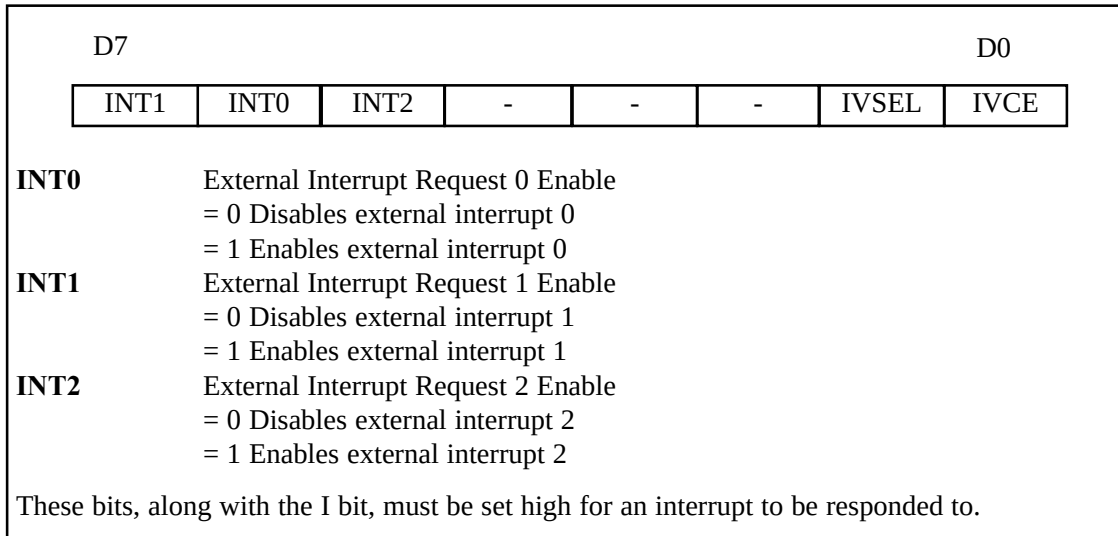 D7 D0
INT1 INT0 INT2 - - - IVSEL IVCE
INT0 External Interrupt Request 0 Enable
= 0 Disables external interrupt 0
= 1 Enables external interrupt 0
INT1 External Interrupt Request 1 Enable
= 0 Disables external interrupt 1
= 1 Enables external interrupt 1
INT2 External Interrupt Request 2 Enable
= 0 Disables external interrupt 2
= 1 Enables external interrupt 2
These bits, along with the I bit, must be set high for an interrupt to be responded to.